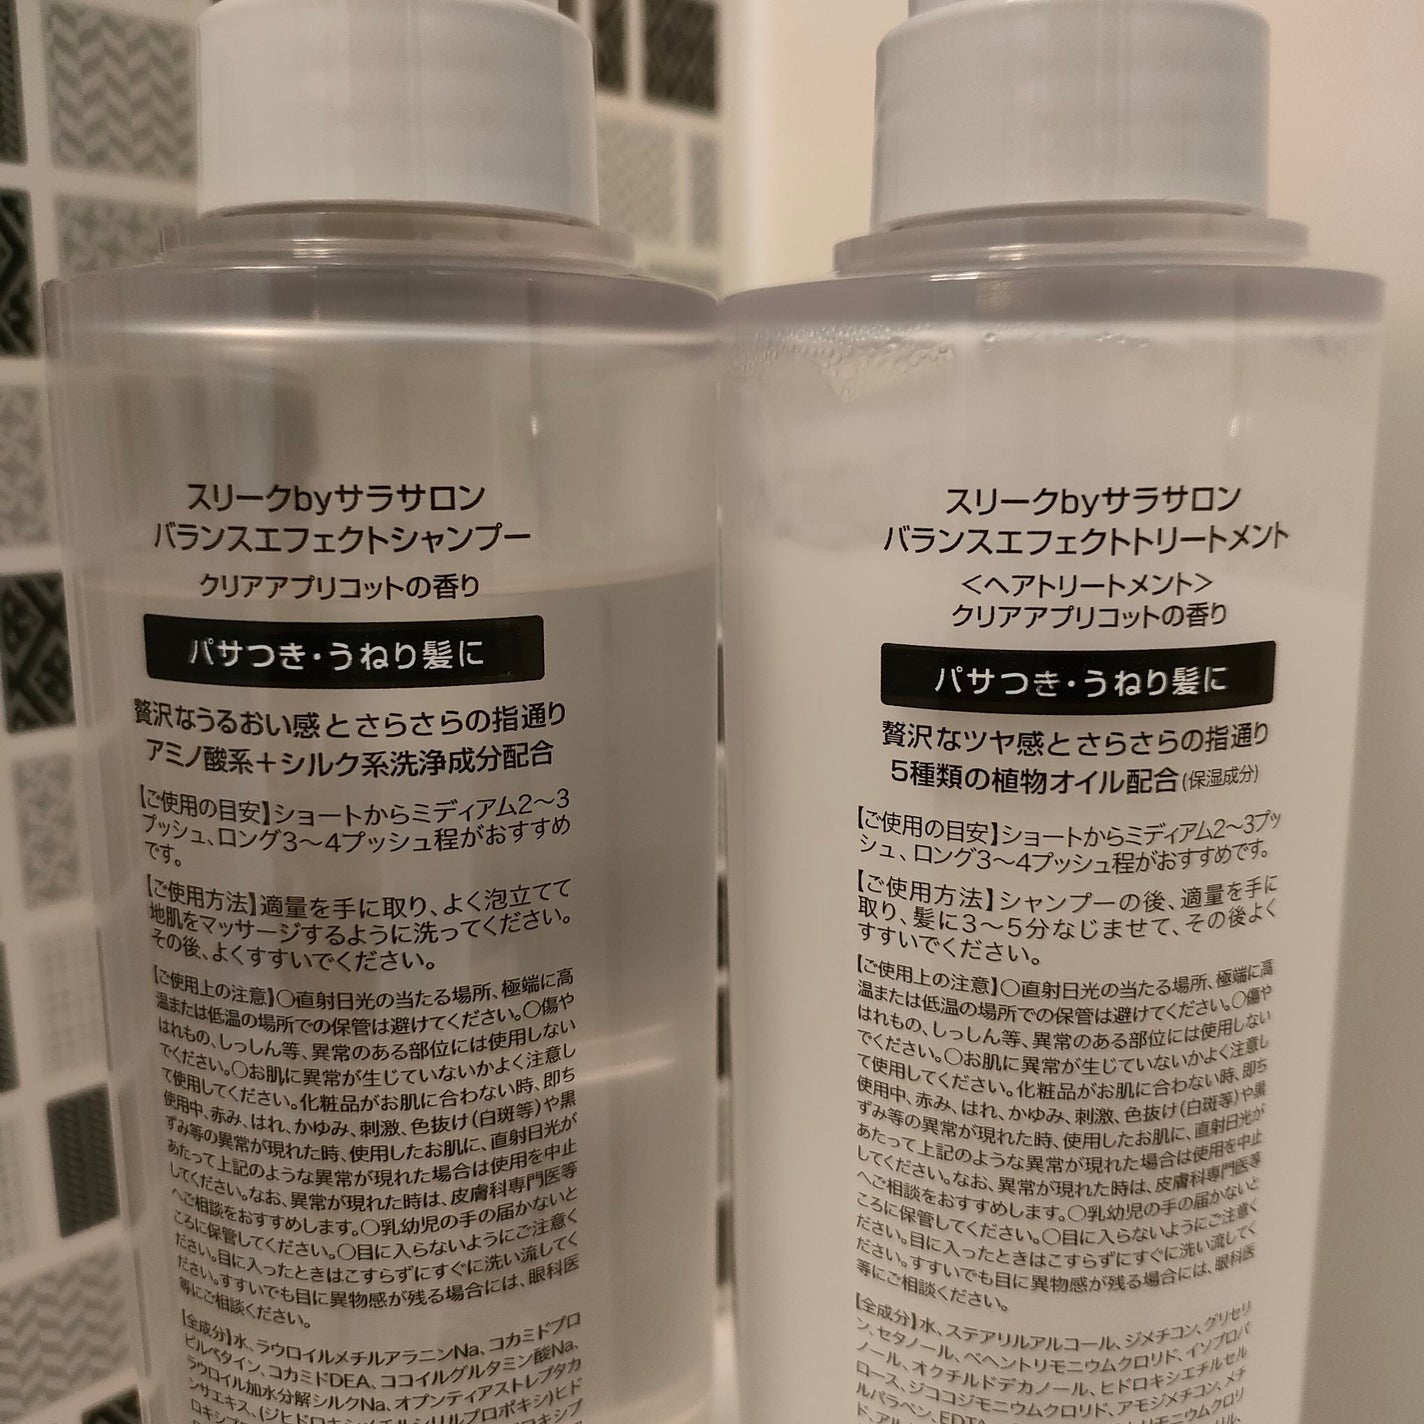 スリークbyサラサロン
バランスエフェクトシャンプー
クリアアプリコットの香り
パサつき・うねり髪に
贅沢なうるおい感とさらさらの指通り
アミノ酸系＋シルク系洗浄成分配合
【ご使用の目安】ショートからミディアム2〜3
プッシュ、ロング3〜4プッシュ程がおすすめ
です。
【ご使用方法】適量を手に取り、よく泡立てて
地肌をマッサージするように洗ってください。
その後、よくすすいでください。
【ご使用上の注意】〇直射日光の当たる場所、極端に高
温または低温の場所での保管は避けてください。〇傷や
はれもの、しっしん等、異常のある部位には使用しない
でください。〇お肌に異常が生じていないかよく注意し
て使用してください。化粧品がお肌に合わない時、即ち
使用中、赤み、はれ、かゆみ、刺激、色抜け(白斑等)や黒
ずみ等の異常が現れた時、使用したお肌に、直射日光が
あたって上記のような異常が現れた場合は使用を中止
してください。なお、異常が現れた時は、皮膚科専門医等
へご相談をおすすめします。〇乳幼児の手の届かないと
ころに保管してください。〇目に入らないようにご注意く
ださい。目に入ったときはこすらずにすぐに洗い流してく
ださい。すすいでも目に異物感が残る場合には、眼科医
等にご相談ください。
【全成分】水、ラウロイルメチルアラニンNa、コカミドプロ
ピルベタイン、コカミドDEA、ココイルグルタミン酸Na、
ラウロイル加水分解シルクNa、オプンティアストレプタカ
ンサエキス、(ジヒドロキシメチルシリルプロポキシ)ヒド
スリークbyサラサロン
バランスエフェクトトリートメント
＜ヘアトリートメント＞
クリアアプリコットの香り
パサつき・うねり髪に
贅沢なツヤ感とさらさらの指通り
5種類の植物オイル配合(保湿成分)
【ご使用の目安】ショートからミディアム2〜3プッ
シュ、ロング3〜4プッシュ程がおすすめです。
【ご使用方法】シャンプーの後、適量を手に
取り、髪に3〜5分なじませて、その後よく
すすいでください。
【ご使用上の注意】〇直射日光の当たる場所、極端に高
温または低温の場所での保管は避けてください。〇傷や
はれもの、しっしん等、異常のある部位には使用しない
でください。〇お肌に異常が生じていないかよく注意し
て使用してください。化粧品がお肌に合わない時、即ち
使用中、赤み、はれ、かゆみ、刺激、色抜け(白斑等)や黒
ずみ等の異常が現れた時、使用したお肌に、直射日光が
あたって上記のような異常が現れた場合は使用を中止
してください。なお、異常が現れた時は、皮膚科専門医等
へご相談をおすすめします。〇乳幼児の手の届かないと
ころに保管してください。〇目に入らないようにご注意く
ださい。目に入ったときはこすらずにすぐに洗い流してく
ださい。すすいでも目に異物感が残る場合には、眼科医
等にご相談ください。
【全成分】水、ステアリルアルコール、ジメチコン、グリセリ
ン、セタノール、ベヘントリモニウムクロリド、イソプロパ
ノール、オクチルドデカノール、ヒドロキシエチルセル
ロース、ジココジモニウムクロリド、アモジメチコン、メチ
ルパラベン、EDTA